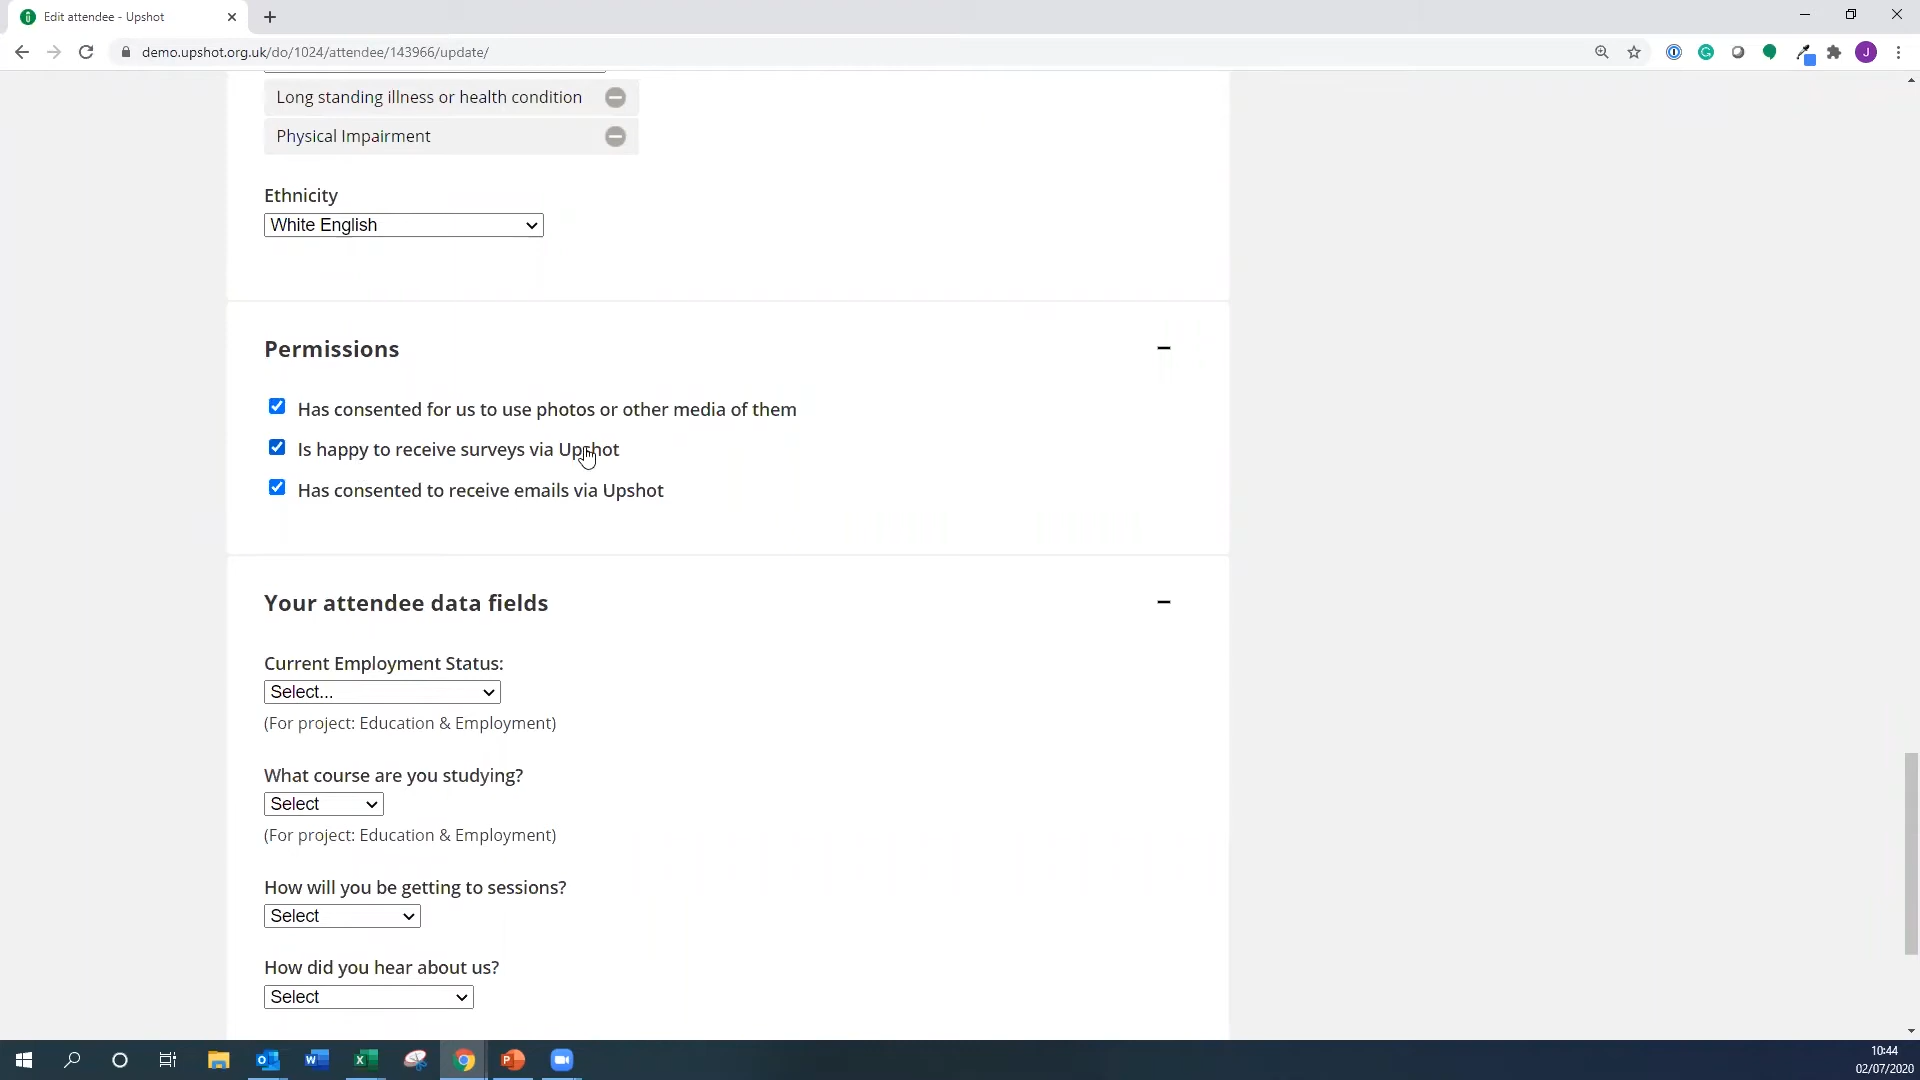 Edit attendee - Upshot
demo.upshot.org.uk/do/1024/attendee/143966/update/
J
Long standing illness or health condition
Physical Impairment
Ethnicity
White English
Permissions
Has consented for us to use photos or other media of them
Is happy to receive surveys via Upshot
Has consented to receive emails via Upshot
Your attendee data fields
Current Employment Status:
Select...
(For project: Education & Employment)
What course are you studying?
Select
(For project: Education & Employment)
How will you be getting to sessions?
Select
How did you hear about us?
Select
10:44
02/07/2020